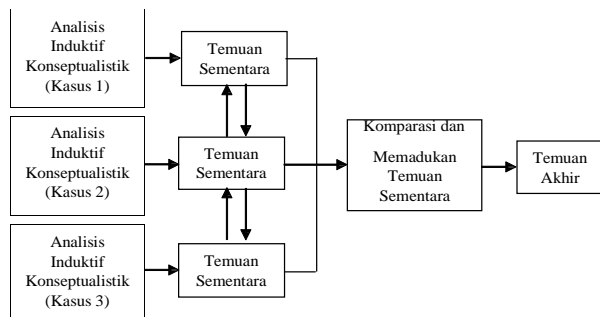 Analisis
Induktif
Konseptualistik
(Kasus 1)
Temuan
Sementara
Analisis
Induktif
Konseptualistik
(Kasus 2)
Temuan
Sementara
Komparasi dan
Memadukan
Temuan
Sementara
Temuan
Akhir
Analisis
Induktif
Konseptualistik
(Kasus 3)
Temuan
Sementara